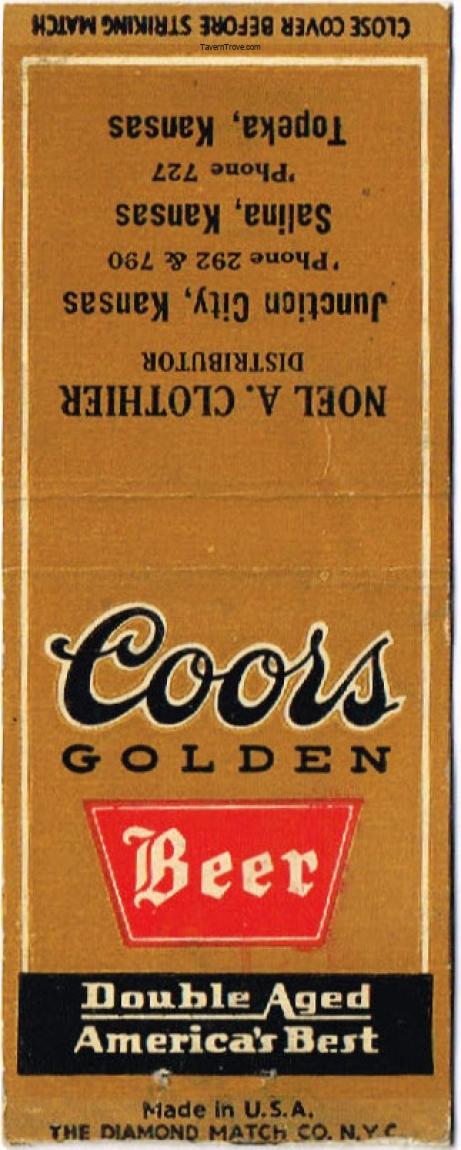 CLOSE COVER BEFORE STRIKING MATCH
TavernTrove.com
NOEL A. CLOTHIER
DISTRIBUTOR
Junction City, Kansas
'Phone 292 & 790
Salina, Kansas
'Phone 727
Topeka, Kansas
Coors
GOLDEN
Beer
Double Aged
America's Best
Made in U.S.A.
THE DIAMOND MATCH CO. N.Y.C.